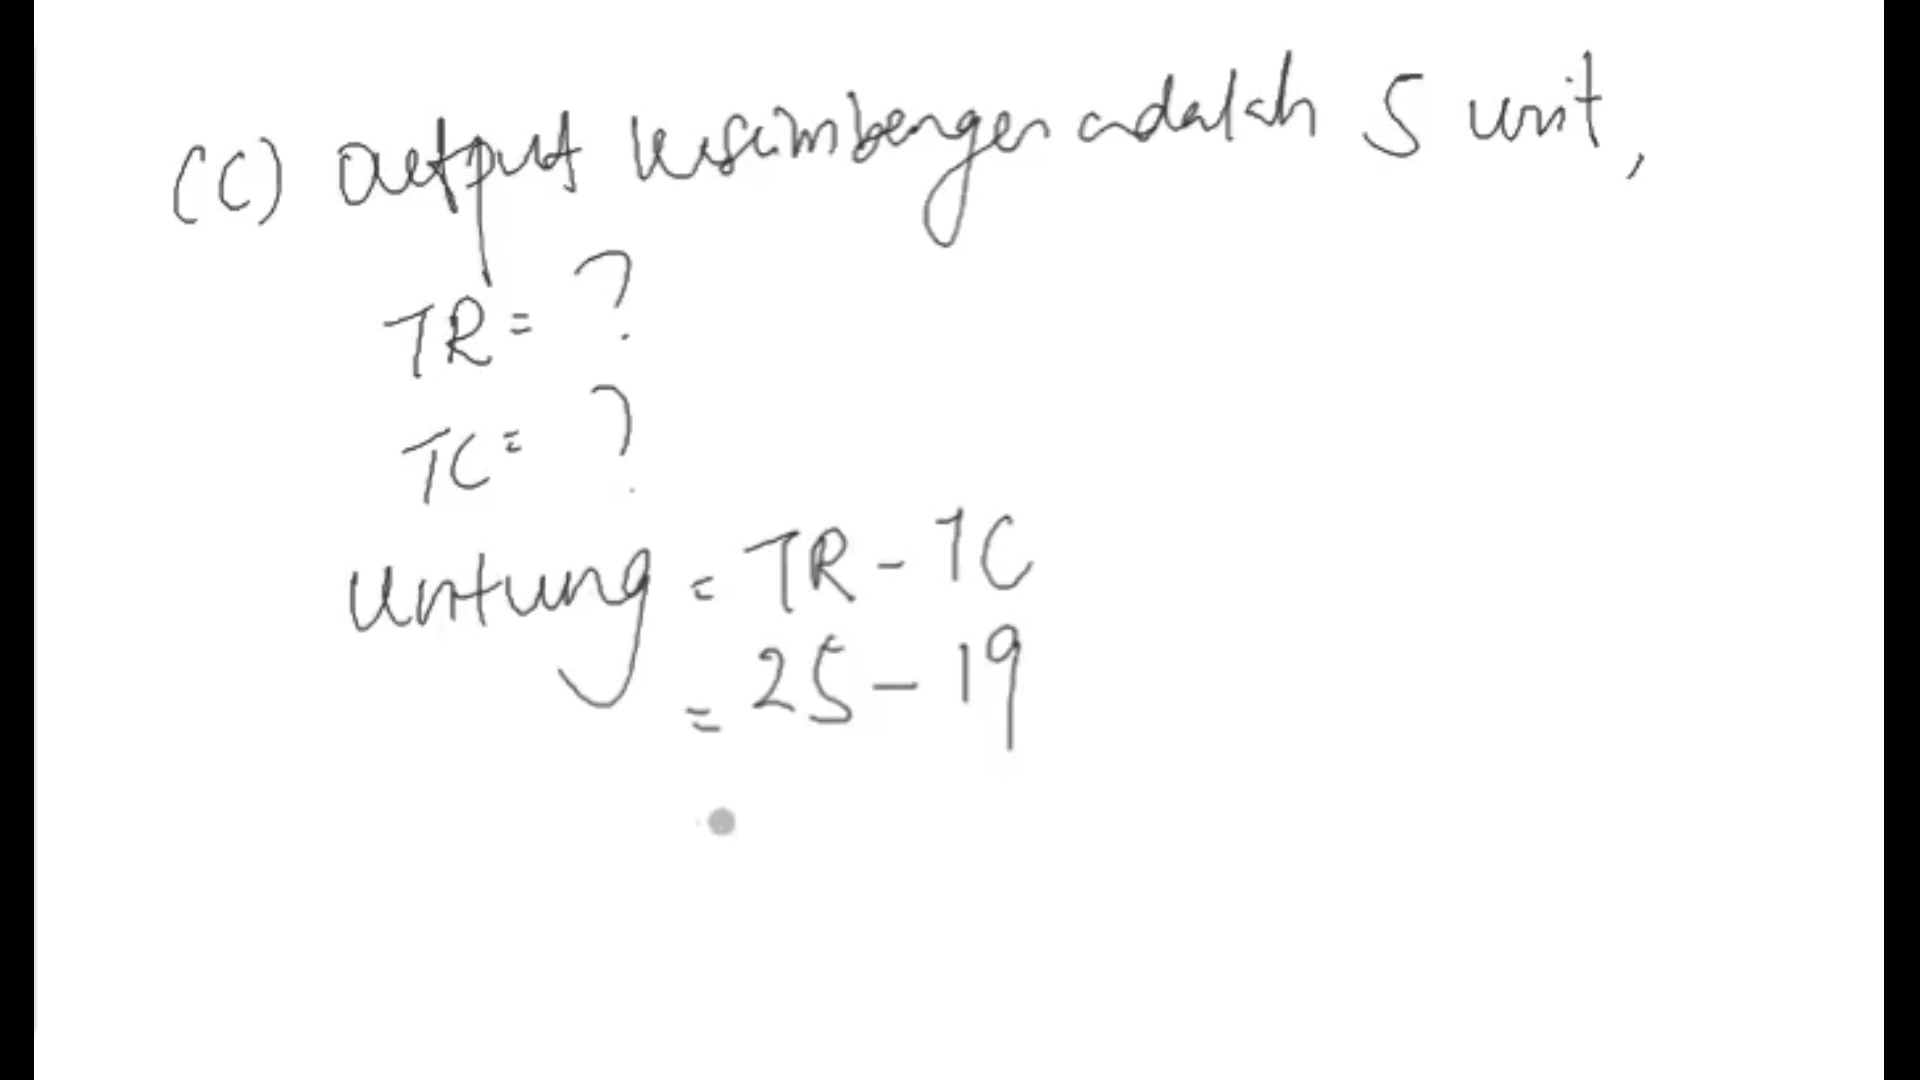 (C) Output keseimbangan adalah 5 unit,
TR = ?
TC = ?
Untung = TR - TC
= 25 - 19